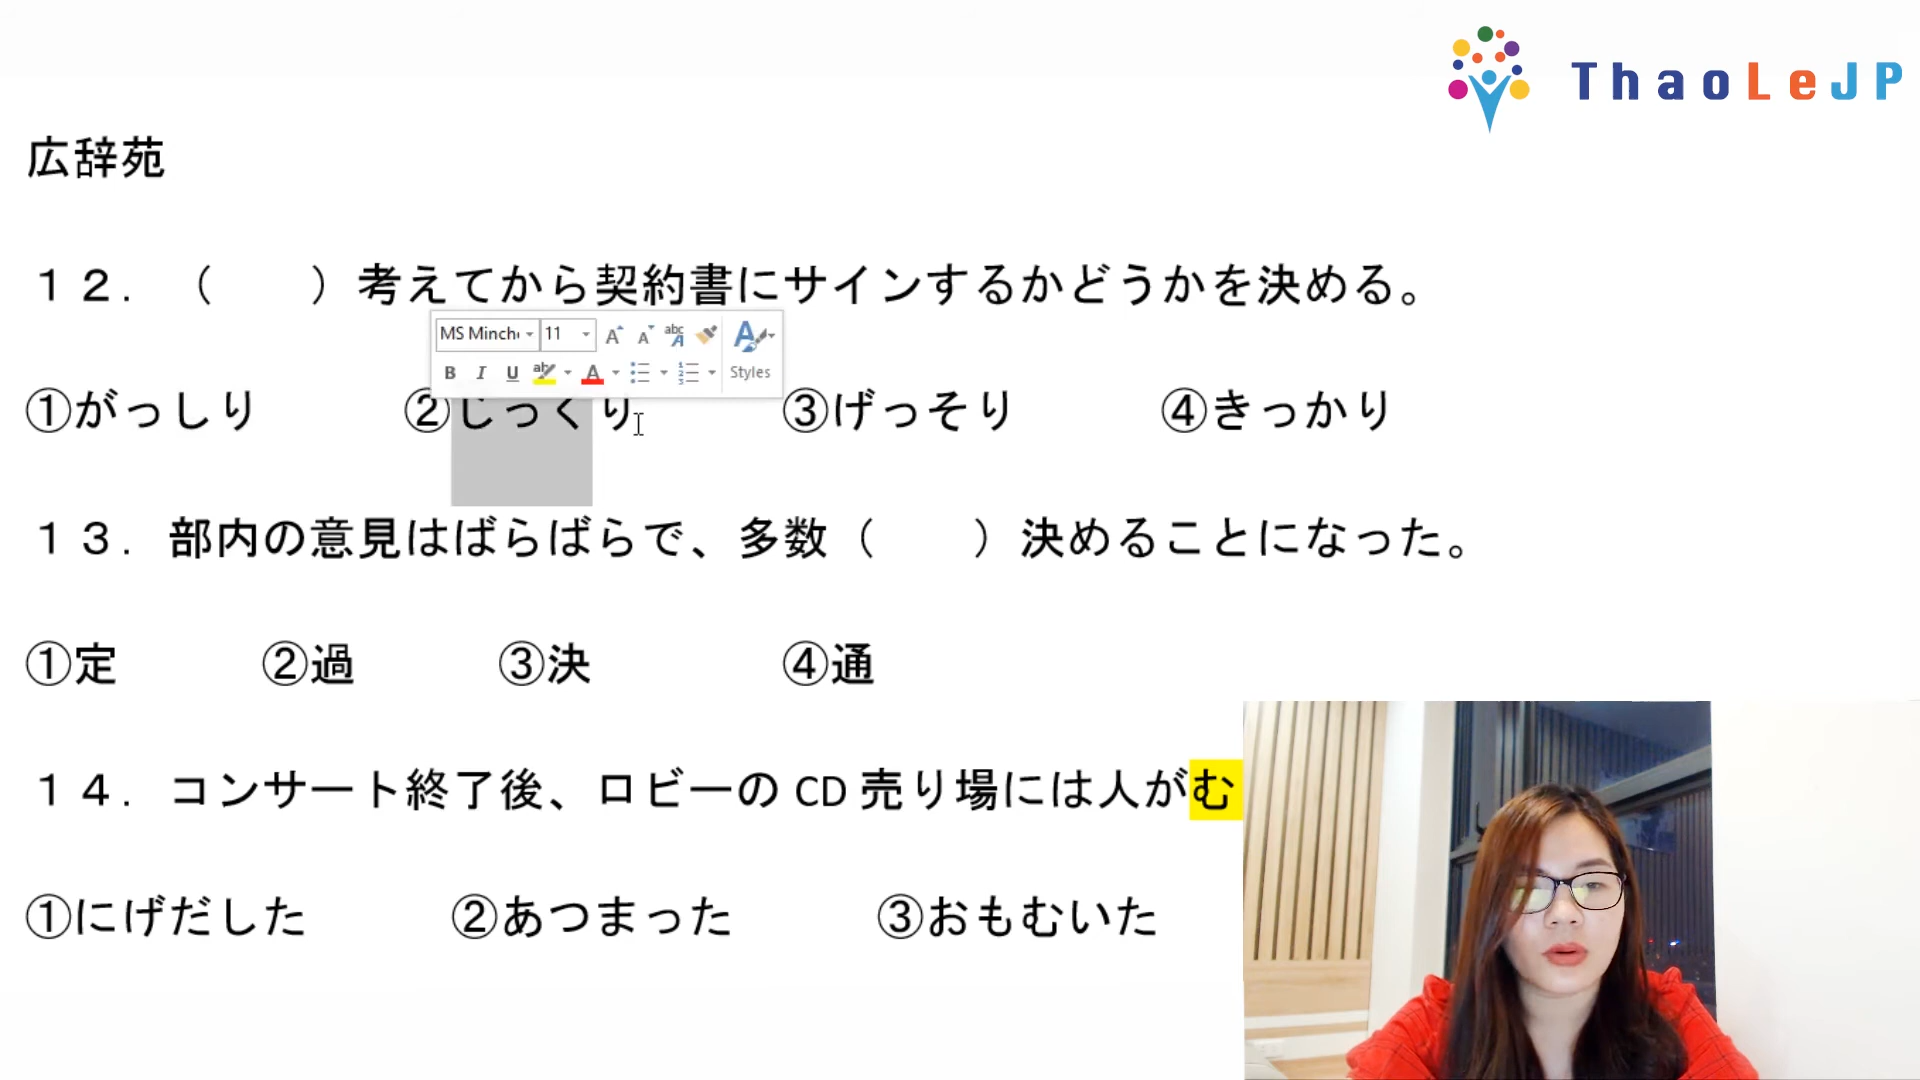 ThaoLeJP
広辞苑
１２．（　　）考えてから契約書にサインするかどうかを決める。
MS Minch 11
B I U Styles
①がっしり ②じっくり ③げっそり ④きっかり
１３．部内の意見はばらばらで、多数（　　）決めることになった。
①定 ②過 ③決 ④通
１４．コンサート終了後、ロビーの CD 売り場には人がむ
①にげだした ②あつまった ③おもむいた